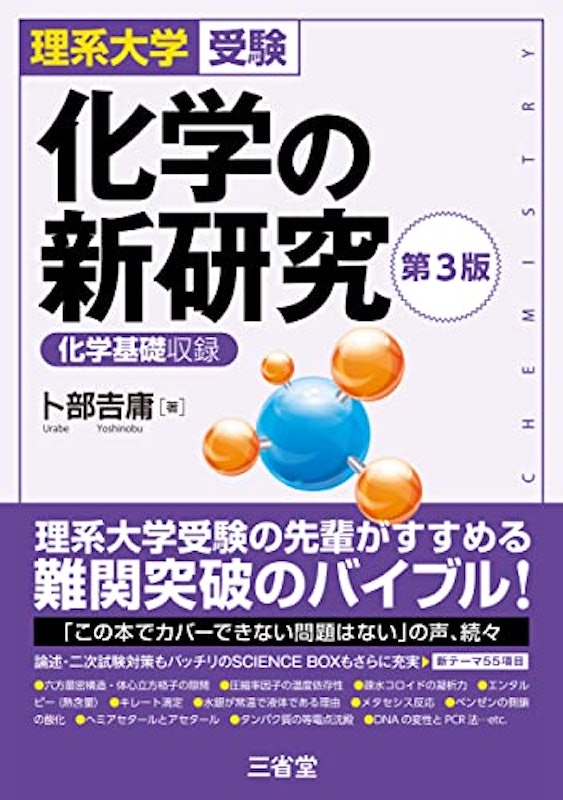 理系大学 受験
化学の
新研究
第3版
化学基礎収録
卜部吉庸[著]
Urabe Yoshinobu
CHEMISTRY
理系大学受験の先輩がすすめる
難関突破のバイブル!
「この本でカバーできない問題はない」の声、続々
論述・二次試験対策もバッチリのSCIENCE BOXもさらに充実▶新テーマ55項目
●六方最密構造・体心立方格子の隙間 ●圧縮率因子の温度依存性 ●疎水コロイドの凝析力 ●エンタル
ピー(熱含量) ●キレート滴定 ●水銀が常温で液体である理由 ●メタセシス反応 ●ベンゼンの側鎖
の酸化 ●ヘミアセタールとアセタール ●タンパク質の等電点沈殿 ●DNAの変性とPCR法…etc.
三省堂